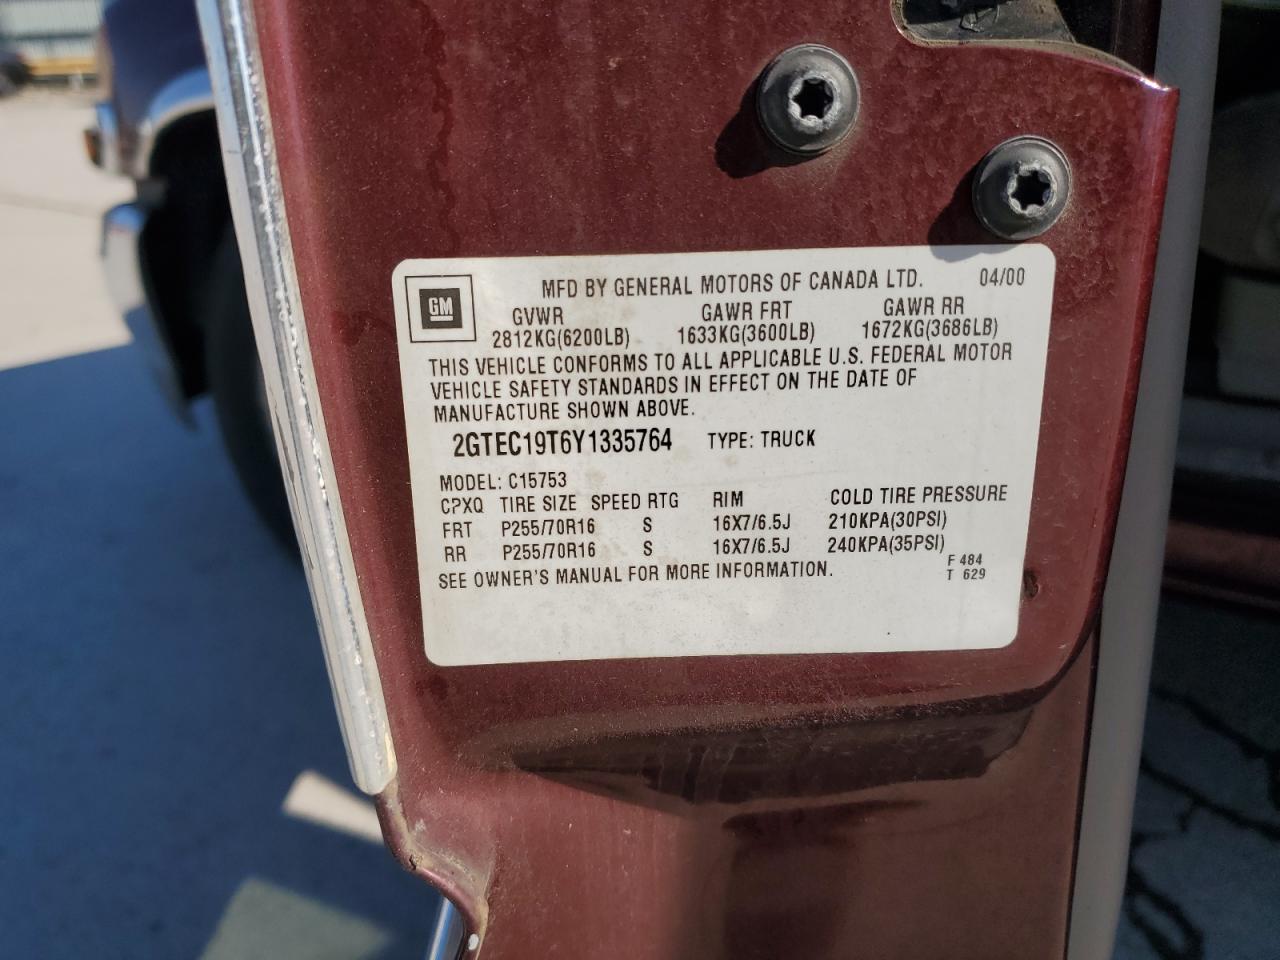 MFD BY GENERAL MOTORS OF CANADA LTD. 04/00
GM
GVWR GAWR FRT GAWR RR
2812KG(6200LB) 1633KG(3600LB) 1672KG(3686LB)
THIS VEHICLE CONFORMS TO ALL APPLICABLE U.S. FEDERAL MOTOR
VEHICLE SAFETY STANDARDS IN EFFECT ON THE DATE OF
MANUFACTURE SHOWN ABOVE.
2GTEC19T6Y1335764 TYPE: TRUCK
MODEL: C15753
CPXQ TIRE SIZE SPEED RTG RIM COLD TIRE PRESSURE
FRT P255/70R16 S 16X7/6.5J 210KPA(30PSI)
RR P255/70R16 S 16X7/6.5J 240KPA(35PSI)
SEE OWNER'S MANUAL FOR MORE INFORMATION. F 484
T 629